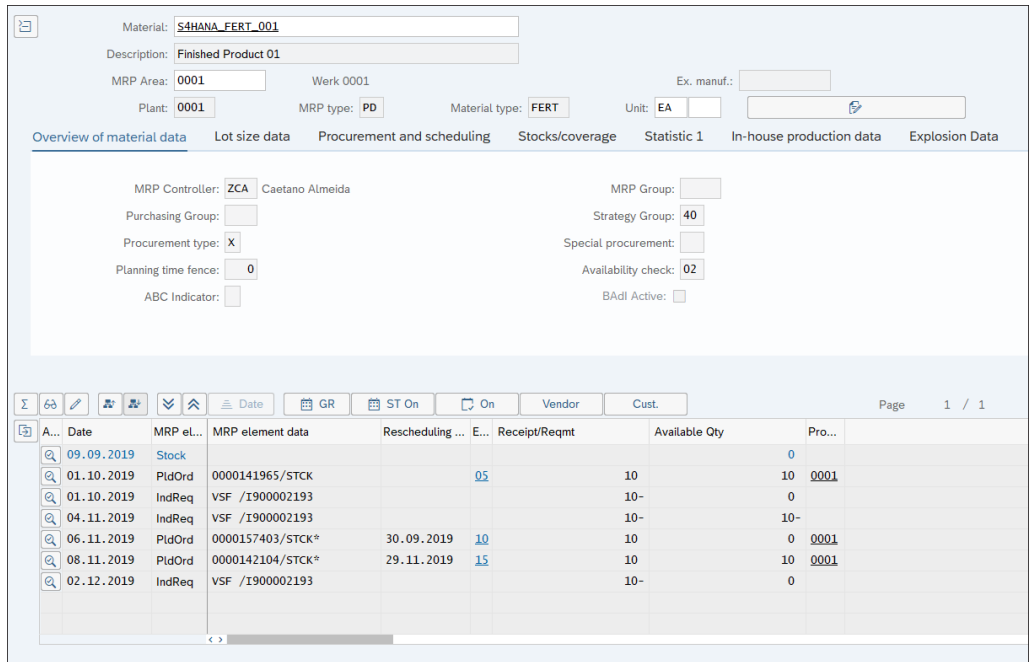 Material: S4HANA_FERT_001
Description: Finished Product 01
MRP Area: 0001 Werk 0001 Ex. manuf.:
Plant: 0001 MRP type: PD Material type: FERT Unit: EA
Overview of material data Lot size data Procurement and scheduling Stocks/coverage Statistic 1 In-house production data Explosion Data
MRP Controller: ZCA Caetano Almeida MRP Group:
Purchasing Group: Strategy Group: 40
Procurement type: X Special procurement:
Planning time fence: 0 Availability check: 02
ABC Indicator: BAdI Active:
Σ Date GR ST On On Vendor Cust. Page 1 / 1
A... Date MRP el... MRP element data Rescheduling ... E... Receipt/Reqmt Available Qty Pro...
09.09.2019 Stock 0
01.10.2019 PldOrd 0000141965/STCK 05 10 10 0001
01.10.2019 IndReq VSF /I900002193 10- 0
04.11.2019 IndReq VSF /I900002193 10- 10-
06.11.2019 PldOrd 0000157403/STCK* 30.09.2019 10 10 0 0001
08.11.2019 PldOrd 0000142104/STCK* 29.11.2019 15 10 10 0001
02.12.2019 IndReq VSF /I900002193 10- 0